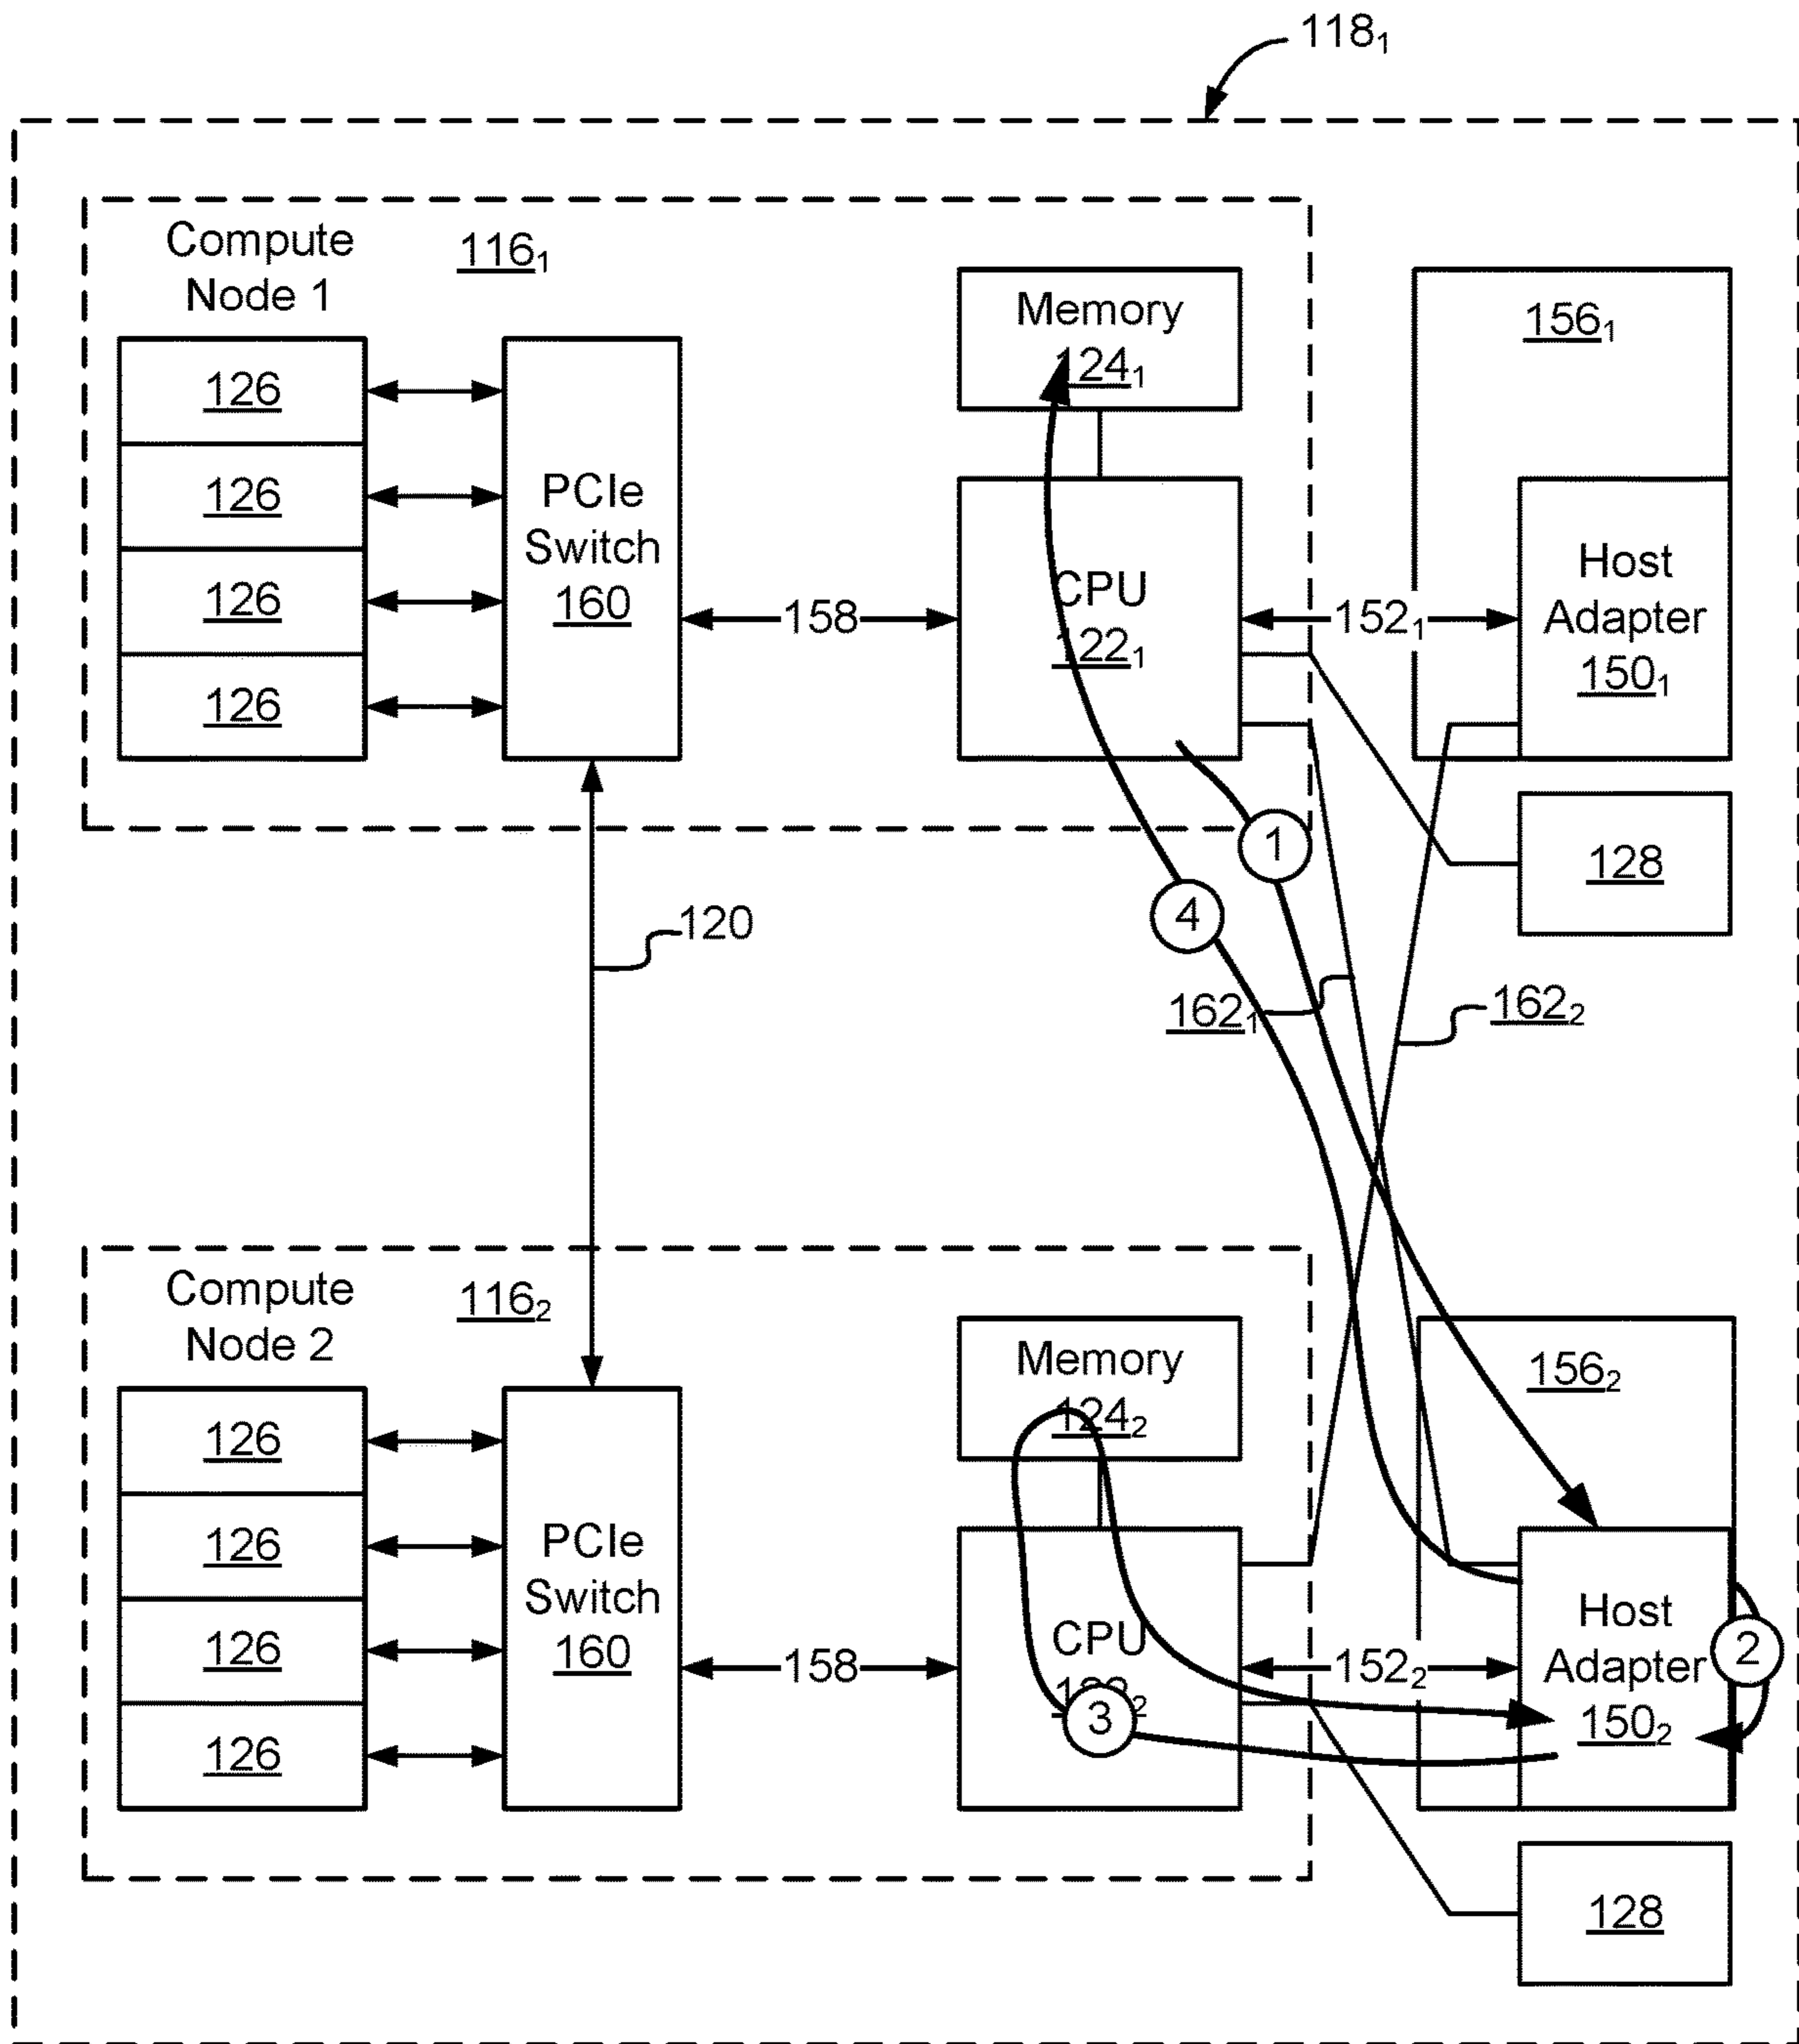 118₁
Compute
Node 1
116₁
Memory
124₁
156₁
126
126
126
126
PCIe
Switch
160
158
CPU
122₁
152₁
Host
Adapter
150₁
1
128
4
120
162₁
162₂
Compute
Node 2
116₂
Memory
124₂
156₂
126
126
126
126
PCIe
Switch
160
158
CPU
152₂
Host
Adapter
150₂
2
3
128